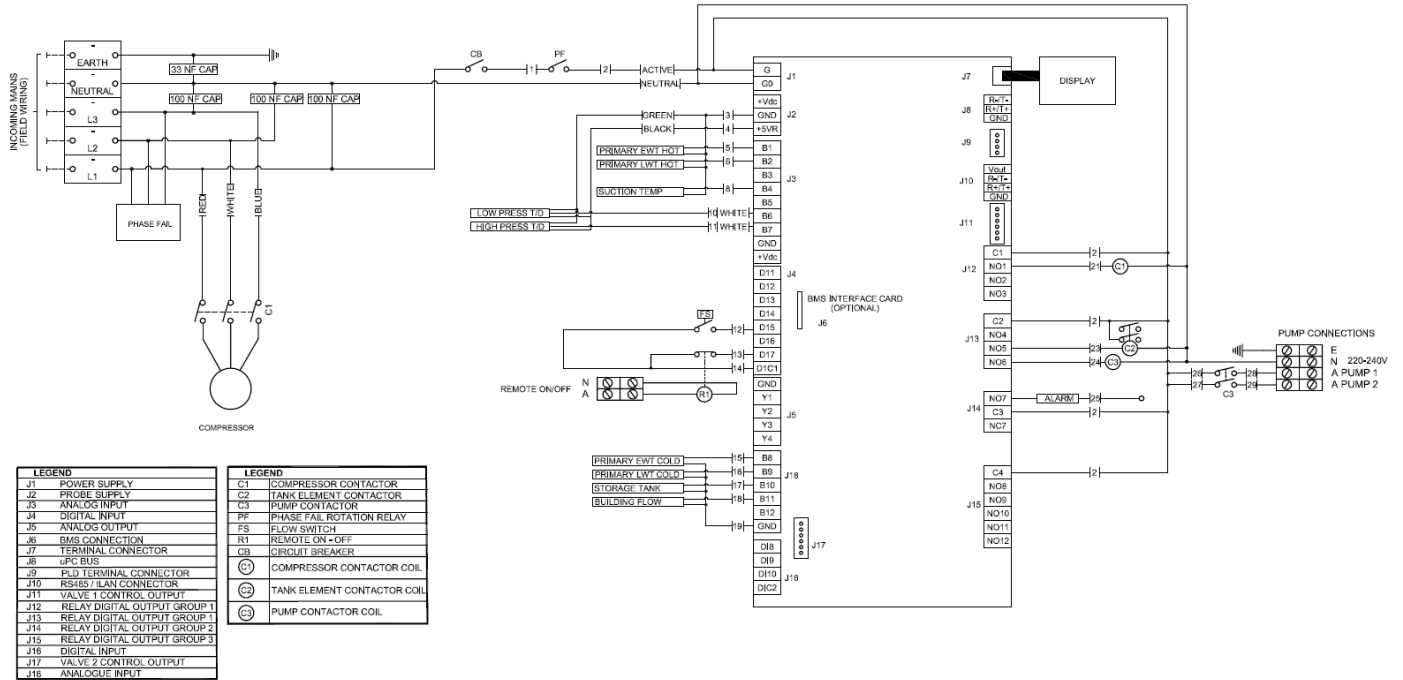 INCOMING MAINS
(FIELD WIRING)
EARTH
NEUTRAL
L3
L2
L1
33 NF CAP
100 NF CAP
100 NF CAP
100 NF CAP
PHASE FAIL
RED
WHITE
BLUE
C1
COMPRESSOR
CB
1
PF
2
ACTIVE
NEUTRAL
GREEN
3
BLACK
4
PRIMARY EWT HOT
5
PRIMARY LWT HOT
6
SUCTION TEMP
8
LOW PRESS T/D
10
WHITE
HIGH PRESS T/D
11
WHITE
FS
12
13
14
REMOTE ON/OFF
N
A
R1
PRIMARY EWT COLD
15
PRIMARY LWT COLD
16
STORAGE TANK
17
BUILDING FLOW
18
19
G
G0
J1
+Vdc
GND
+5VR
J2
B1
B2
B3
B4
B5
B6
B7
GND
+Vdc
J3
D11
D12
D13
D14
D15
D16
D17
D1C1
J4
GND
Y1
Y2
Y3
Y4
J5
B8
B9
B10
B11
B12
GND
J18
J17
DI8
DI9
DI10
DIC2
J16
BMS INTERFACE CARD
(OPTIONAL)
J6
J7
DISPLAY
J8
R-/T-
R+/T+
GND
J9
J10
Vout
R-/T-
R+/T+
GND
J11
J12
C1
NO1
NO2
NO3
2
21
C1
J13
C2
NO4
NO5
NO6
2
23
C2
24
C3
J14
NO7
C3
NC7
ALARM
25
2
J15
C4
NO8
NO9
NO10
NO11
NO12
2
PUMP CONNECTIONS
E
N
220-240V
A PUMP 1
A PUMP 2
26
28
27
29
C3
LEGEND
J1 POWER SUPPLY
J2 PROBE SUPPLY
J3 ANALOG INPUT
J4 DIGITAL INPUT
J5 ANALOG OUTPUT
J6 BMS CONNECTION
J7 TERMINAL CONNECTOR
J8 uPC BUS
J9 PLD TERMINAL CONNECTOR
J10 RS485 / tLAN CONNECTOR
J11 VALVE 1 CONTROL OUTPUT
J12 RELAY DIGITAL OUTPUT GROUP 1
J13 RELAY DIGITAL OUTPUT GROUP 1
J14 RELAY DIGITAL OUTPUT GROUP 2
J15 RELAY DIGITAL OUTPUT GROUP 3
J16 DIGITAL INPUT
J17 VALVE 2 CONTROL OUTPUT
J18 ANALOGUE INPUT
LEGEND
C1 COMPRESSOR CONTACTOR
C2 TANK ELEMENT CONTACTOR
C3 PUMP CONTACTOR
PF PHASE FAIL ROTATION RELAY
FS FLOW SWITCH
R1 REMOTE ON - OFF
CB CIRCUIT BREAKER
C1 COMPRESSOR CONTACTOR COIL
C2 TANK ELEMENT CONTACTOR COIL
C3 PUMP CONTACTOR COIL